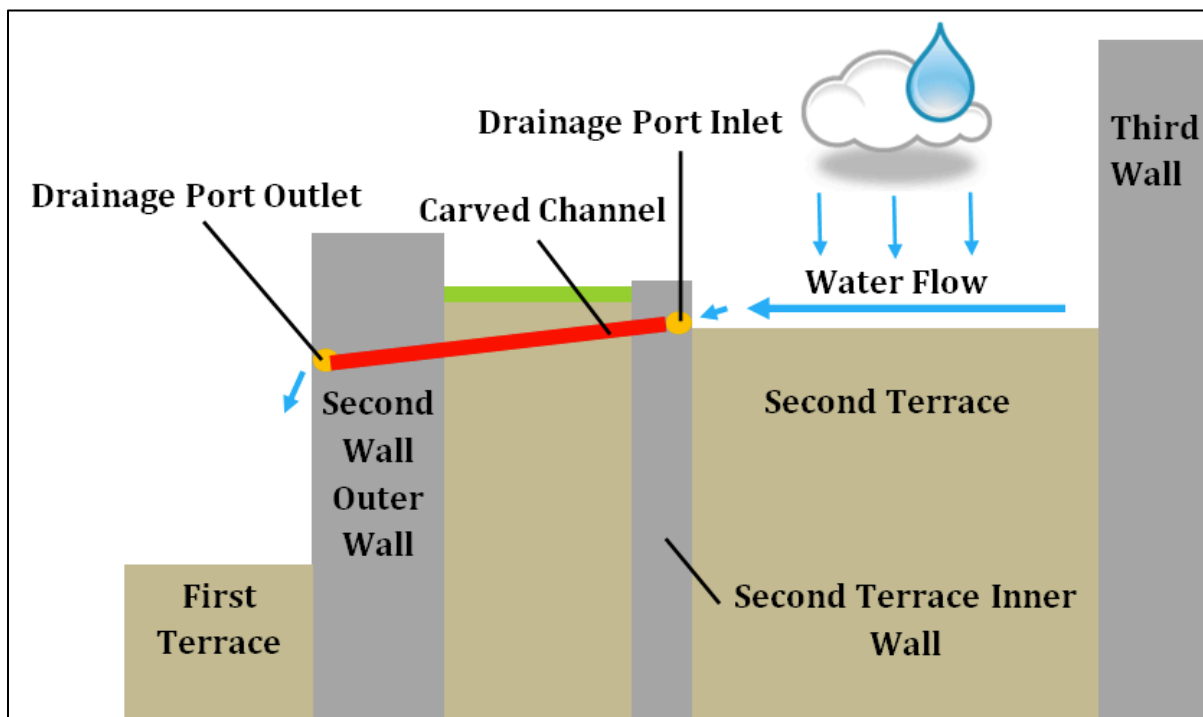 Drainage Port Inlet
Third
Wall
Drainage Port Outlet
Carved Channel
Water Flow
Second
Wall
Outer
Wall
Second Terrace
First
Terrace
Second Terrace Inner
Wall